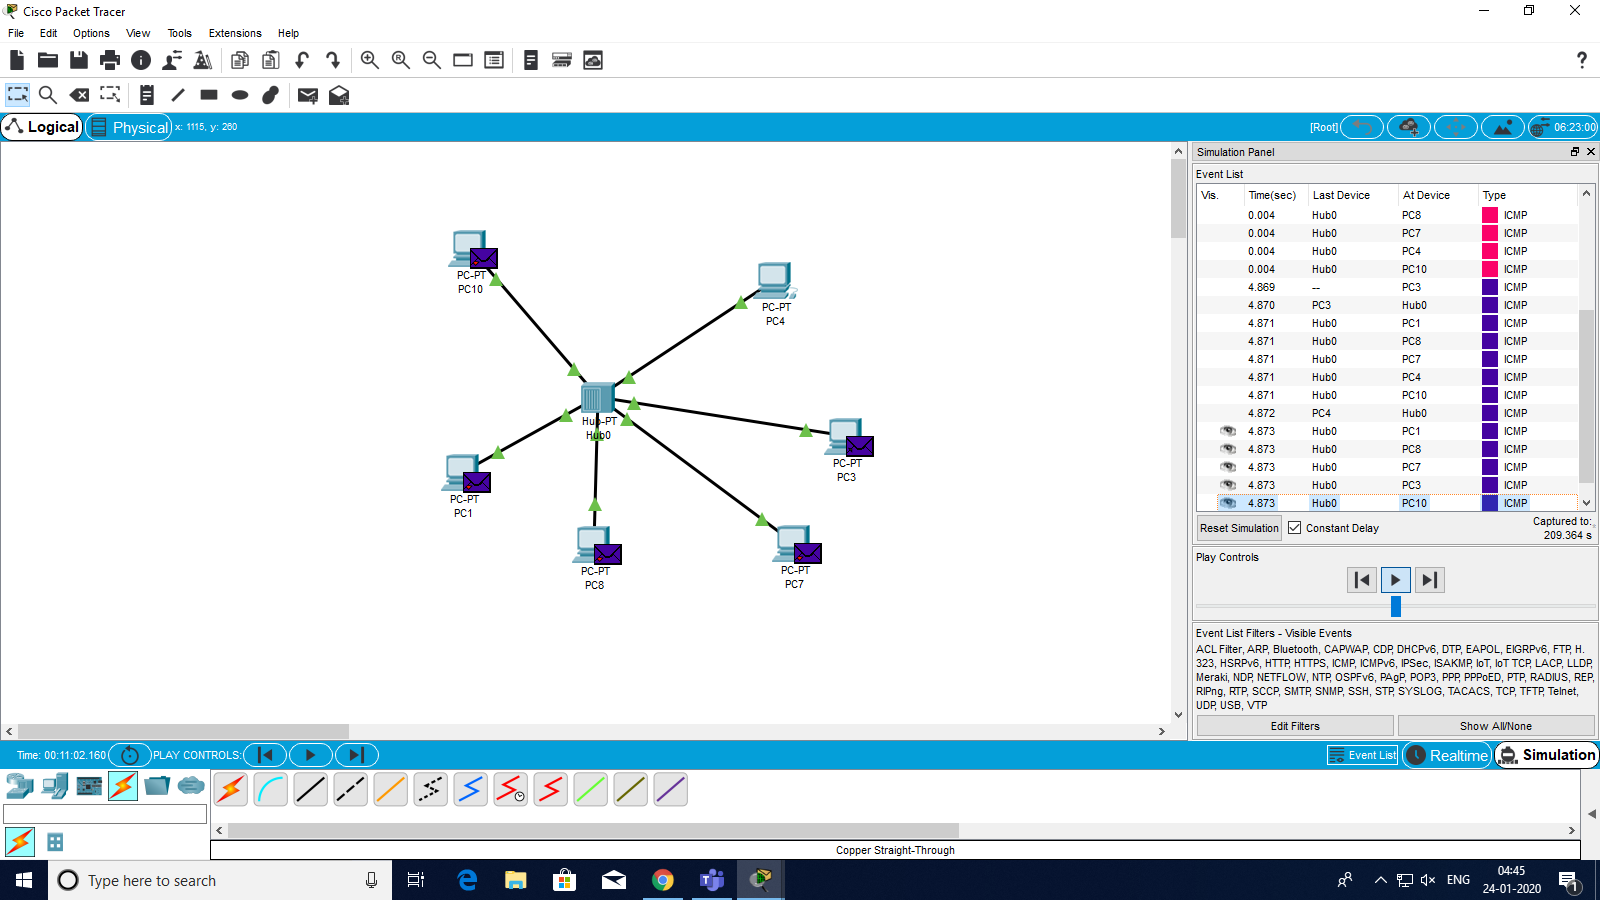 Cisco Packet Tracer
File Edit Options View Tools Extensions Help
?
Logical Physical x: 1115, y: 260 [Root] 06:23:00
PC-PT
PC10
PC-PT
PC4
Hub-PT
Hub0
PC-PT
PC3
PC-PT
PC1
PC-PT
PC8
PC-PT
PC7
Simulation Panel
Event List
Vis. Time(sec) Last Device At Device Type
0.004 Hub0 PC8 ICMP
0.004 Hub0 PC7 ICMP
0.004 Hub0 PC4 ICMP
0.004 Hub0 PC10 ICMP
4.869 -- PC3 ICMP
4.870 PC3 Hub0 ICMP
4.871 Hub0 PC1 ICMP
4.871 Hub0 PC8 ICMP
4.871 Hub0 PC7 ICMP
4.871 Hub0 PC4 ICMP
4.871 Hub0 PC10 ICMP
4.872 PC4 Hub0 ICMP
4.873 Hub0 PC1 ICMP
4.873 Hub0 PC8 ICMP
4.873 Hub0 PC7 ICMP
4.873 Hub0 PC3 ICMP
4.873 Hub0 PC10 ICMP
Reset Simulation Constant Delay Captured to:
209.364 s
Play Controls
Event List Filters - Visible Events
ACL Filter, ARP, Bluetooth, CAPWAP, CDP, DHCPv6, DTP, EAPOL, EIGRPv6, FTP, H.
323, HSRPv6, HTTP, HTTPS, ICMP, ICMPv6, IPSec, ISAKMP, IoT, IoT TCP, LACP, LLDP,
Meraki, NDP, NETFLOW, NTP, OSPFv6, PAgP, POP3, PPP, PPPoED, PTP, RADIUS, REP,
RIPng, RTP, SCCP, SMTP, SNMP, SSH, STP, SYSLOG, TACACS, TCP, TFTP, Telnet,
UDP, USB, VTP
Edit Filters Show All/None
Time: 00:11:02.160 PLAY CONTROLS: Event List Realtime Simulation
Copper Straight-Through
Type here to search
ENG
04:45
24-01-2020
1